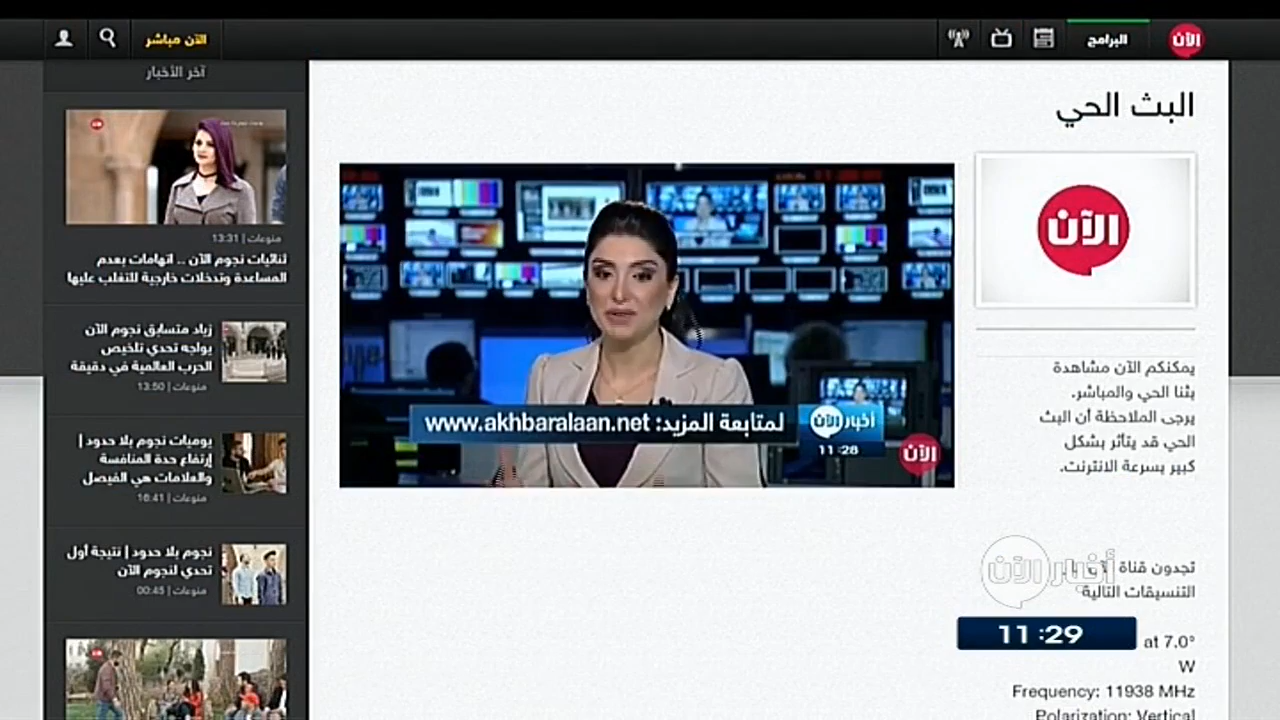 الآن
البرامج
الآن مباشر
البث الحي
الآن
يمكنكم الآن مشاهدة
بثنا الحي والمباشر.
يرجى الملاحظة أن البث
الحي قد يتأثر بشكل
كبير بسرعة الانترنت.
تجدون قناة
التنسيقات التالية
at 7.0°
W
Frequency: 11938 MHz
Polarization: Vertical
أخبار الآن
11:29
لمتابعة المزيد: www.akhbaralaan.net
أخبار الآن
11:28
الآن
آخر الأخبار
منوعات | 13:31
ثنائيات نجوم الآن .. اتهامات بعدم
المساعدة وتدخلات خارجية للتغلب عليها
زياد متسابق نجوم الآن
يواجه تحدي تلخيص
الحرب العالمية في دقيقة
منوعات | 13:50
يوميات نجوم بلا حدود |
إرتفاع حدة المنافسة
والعلامات هي الفيصل
منوعات | 16:41
نجوم بلا حدود | نتيجة أول
تحدي لنجوم الآن
منوعات | 00:45